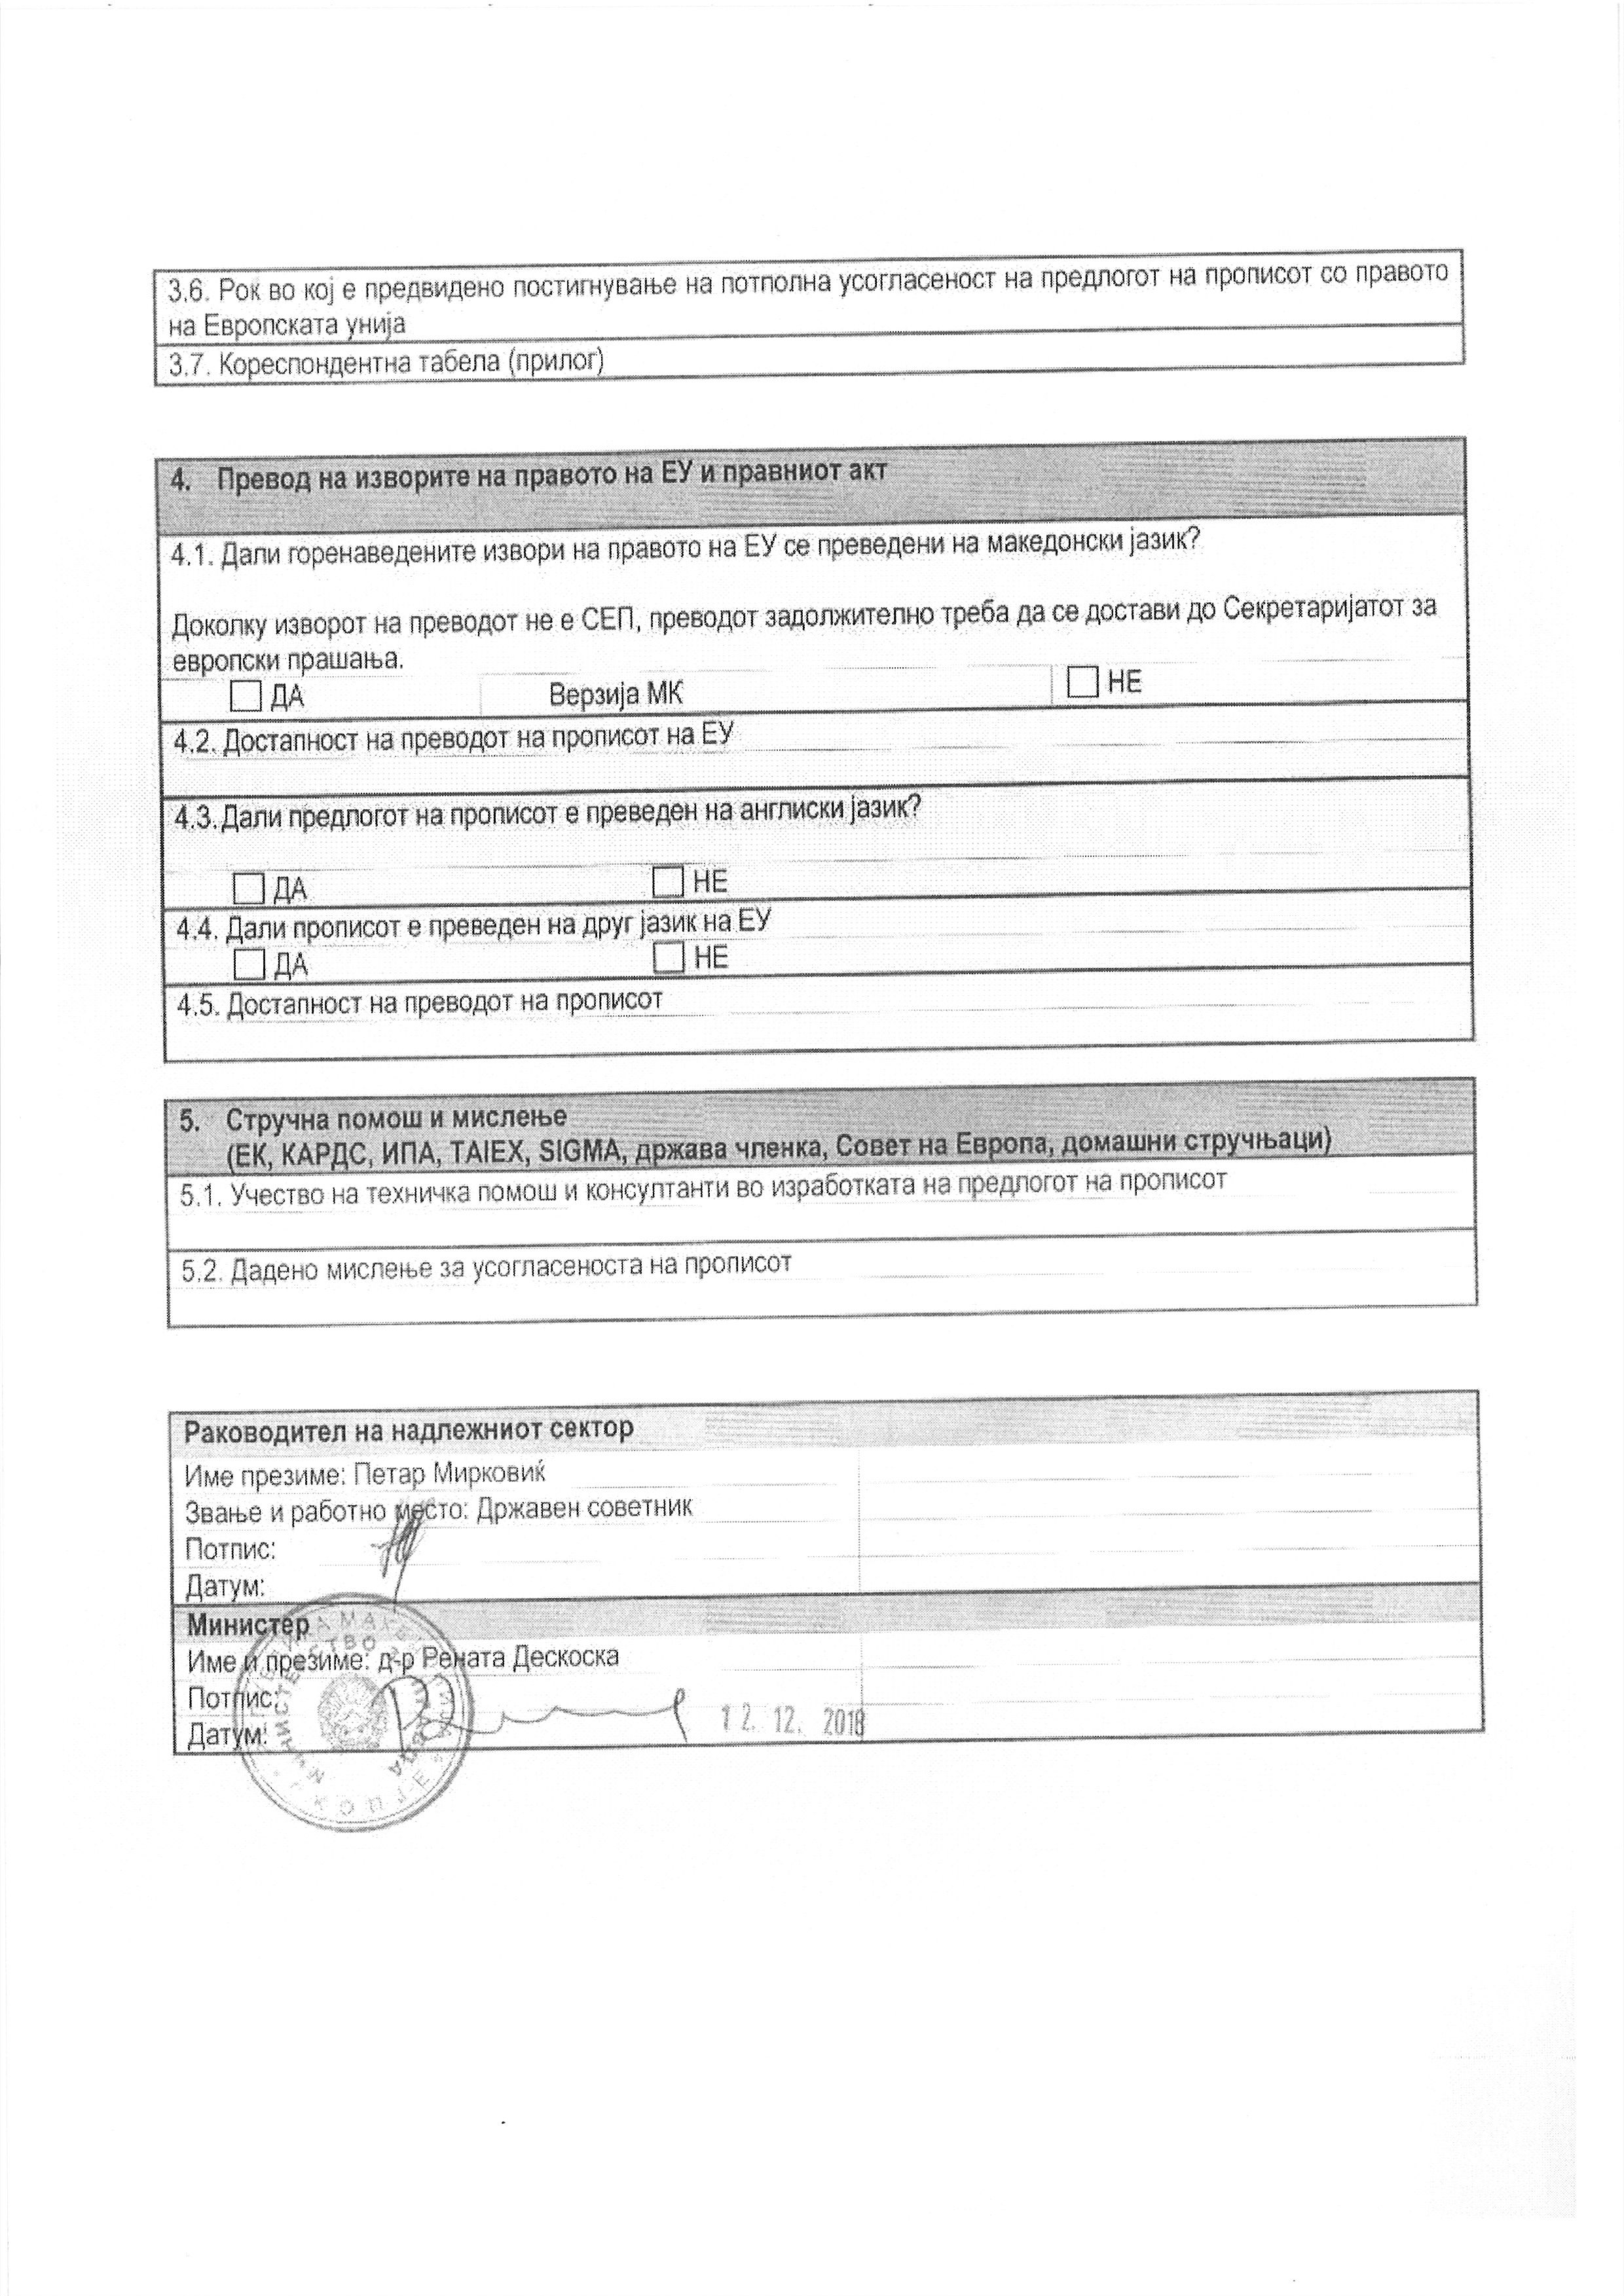 3.6. Рок во кој е предвидено постигнување на потполна усогласеност на предлогот на прописот со правото
на Европската унија
3.7. Кореспондентна табела (прилог)
4. Превод на изворите на правото на ЕУ и правниот акт
4.1. Дали горенаведените извори на правото на ЕУ се преведени на македонски јазик?
Доколку изворот на преводот не е СЕП, преводот задолжително треба да се достави до Секретаријатот за
европски прашања.
ДА Верзија МК НЕ
4.2. Достапност на преводот на прописот на ЕУ
4.3. Дали предлогот на прописот е преведен на англиски јазик?
ДА НЕ
4.4. Дали прописот е преведен на друг јазик на ЕУ
ДА НЕ
4.5. Достапност на преводот на прописот
5. Стручна помош и мислење
(ЕК, КАРДС, ИПА, TAIEX, SIGMA, држава членка, Совет на Европа, домашни стручњаци)
5.1. Учество на техничка помош и консултанти во изработката на предлогот на прописот
5.2. Дадено мислење за усогласеноста на прописот
Раководител на надлежниот сектор
Име презиме: Петар Мирковиќ
Звање и работно место: Државен советник
Потпис:
Датум:
Министер
Име и презиме: д-р Рената Дескоска
Потпис:
Датум: 12. 12. 2018